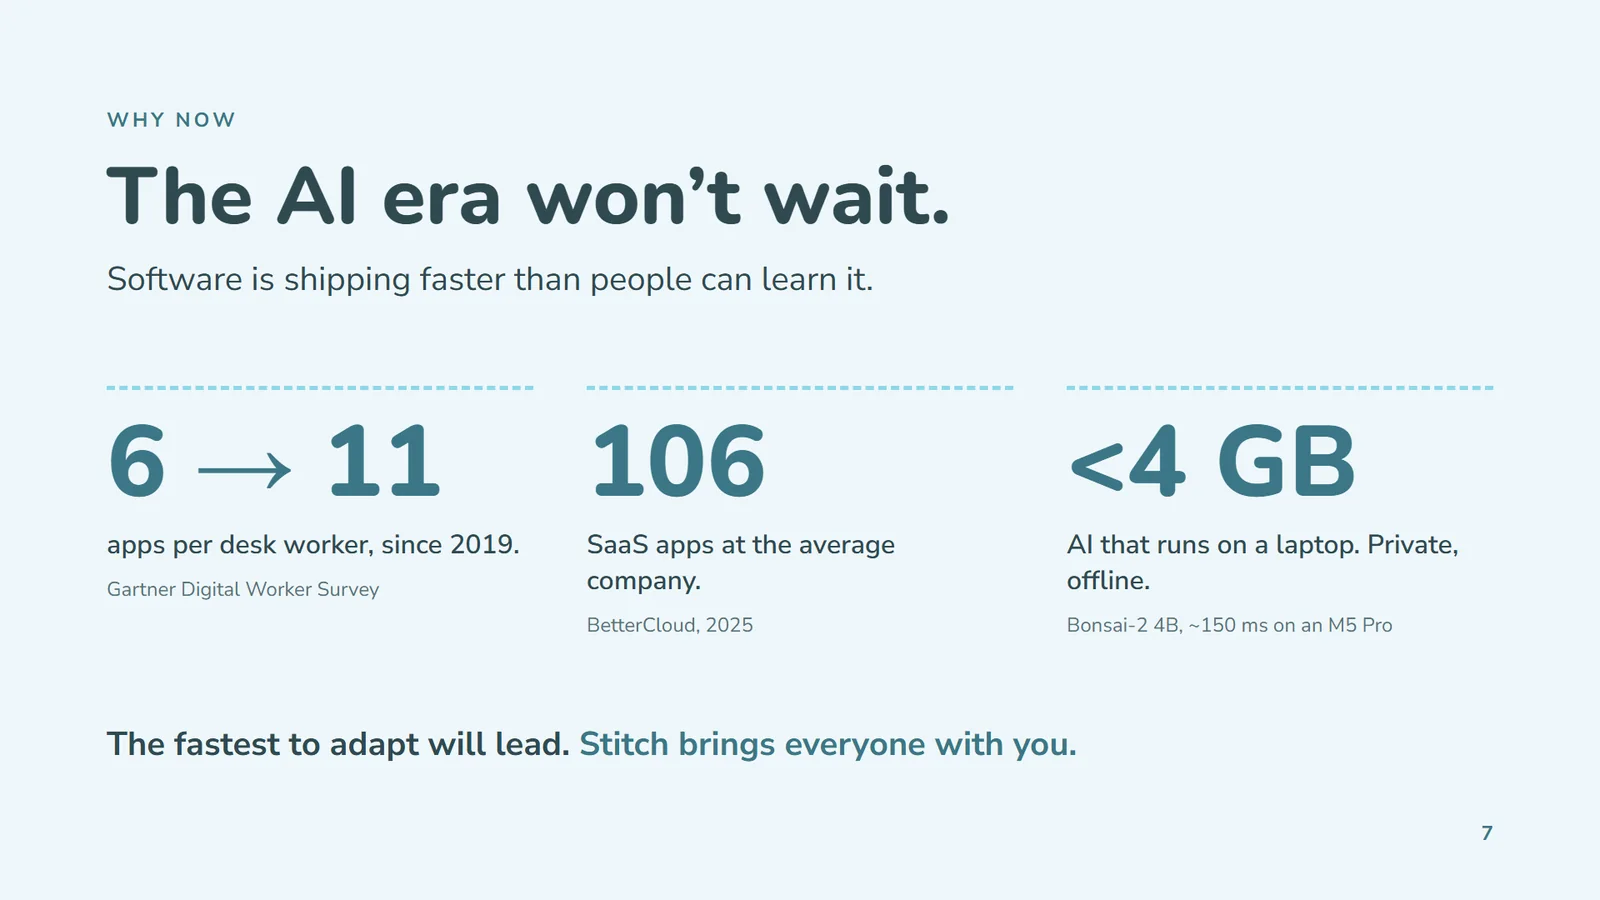 WHY NOW
The AI era won’t wait.
Software is shipping faster than people can learn it.
6 → 11
apps per desk worker, since 2019.
Gartner Digital Worker Survey
106
SaaS apps at the average
company.
BetterCloud, 2025
<4 GB
AI that runs on a laptop. Private,
offline.
Bonsai-2 4B, ~150 ms on an M5 Pro
The fastest to adapt will lead. Stitch brings everyone with you.
7